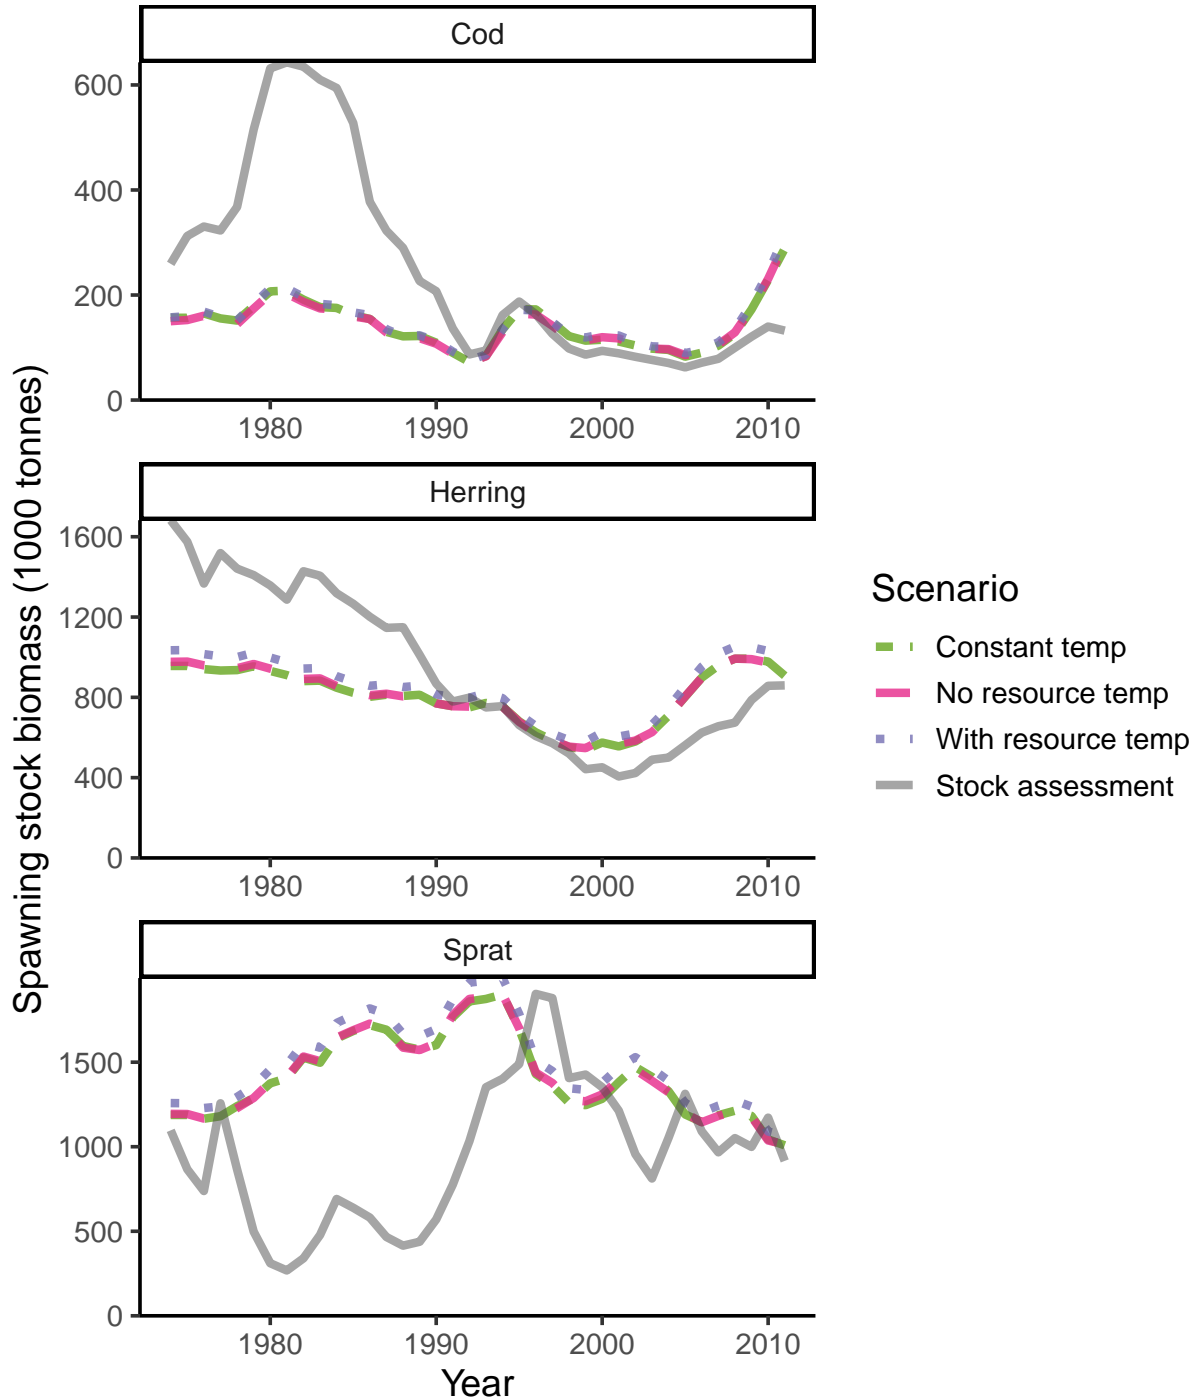 Cod
600
400
200
0
1980 1990 2000 2010
Herring
1600
1200
800
400
0
1980 1990 2000 2010
Sprat
1500
1000
500
0
1980 1990 2000 2010
Year
Spawning stock biomass (1000 tonnes)
Scenario
Constant temp
No resource temp
With resource temp
Stock assessment